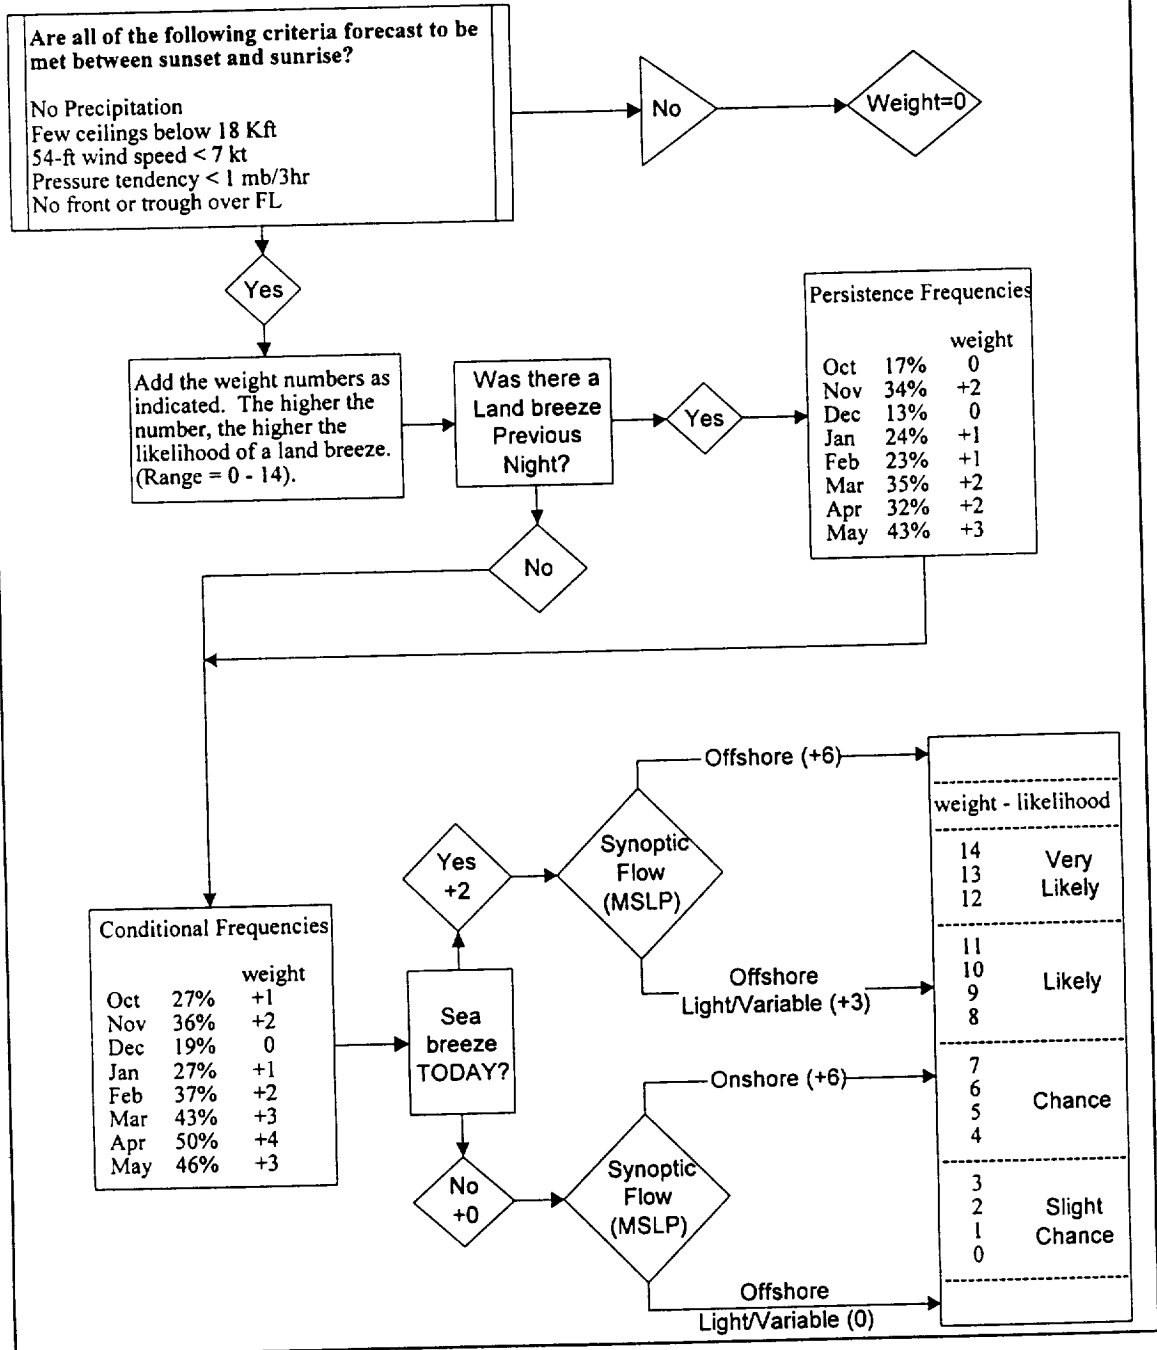 Are all of the following criteria forecast to be
met between sunset and sunrise?
No Precipitation
Few ceilings below 18 Kft
54-ft wind speed < 7 kt
Pressure tendency < 1 mb/3hr
No front or trough over FL
No
Weight=0
Yes
Add the weight numbers as
indicated. The higher the
number, the higher the
likelihood of a land breeze.
(Range = 0 - 14).
Was there a
Land breeze
Previous
Night?
Yes
Persistence Frequencies
weight
Oct 17% 0
Nov 34% +2
Dec 13% 0
Jan 24% +1
Feb 23% +1
Mar 35% +2
Apr 32% +2
May 43% +3
No
Conditional Frequencies
weight
Oct 27% +1
Nov 36% +2
Dec 19% 0
Jan 27% +1
Feb 37% +2
Mar 43% +3
Apr 50% +4
May 46% +3
Sea
breeze
TODAY?
Yes
+2
Synoptic
Flow
(MSLP)
Offshore (+6)
Offshore
Light/Variable (+3)
No
+0
Synoptic
Flow
(MSLP)
Onshore (+6)
Offshore
Light/Variable (0)
weight - likelihood
14
13
12
Very
Likely
11
10
9
8
Likely
7
6
5
4
Chance
3
2
1
0
Slight
Chance